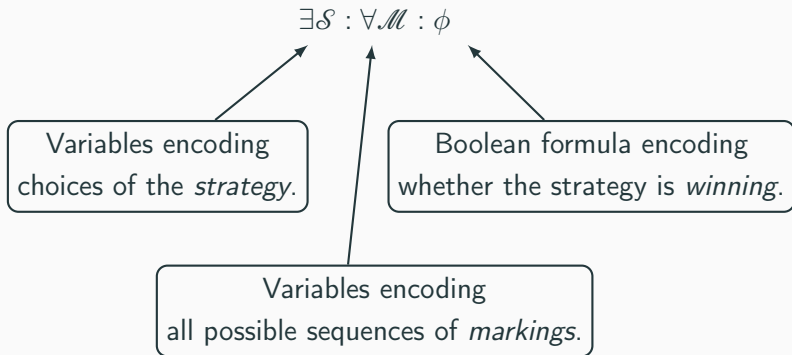 ∃𝒮 : ∀ℳ : ϕ
Variables encoding
choices of the strategy.
Boolean formula encoding
whether the strategy is winning.
Variables encoding
all possible sequences of markings.